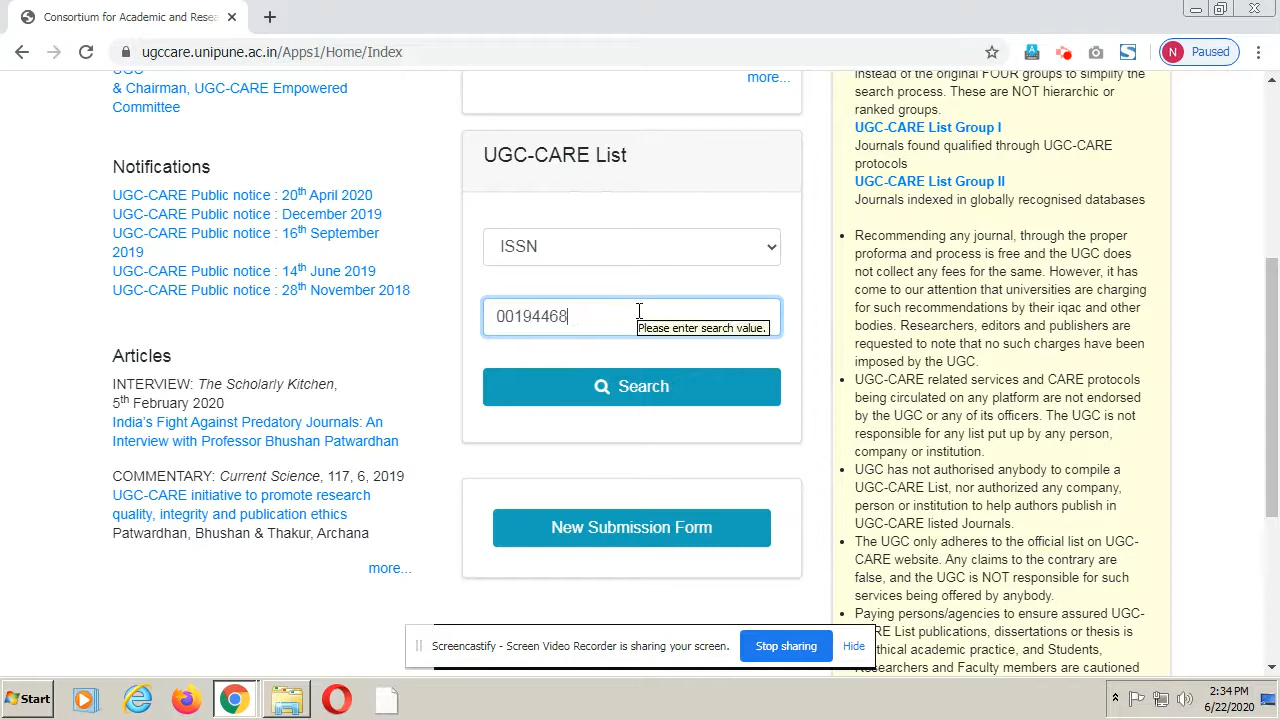 Consortium for Academic and Resea
ugccare.unipune.ac.in/Apps1/Home/Index
N Paused
UGC
& Chairman, UGC-CARE Empowered
Committee
Notifications
UGC-CARE Public notice : 20th April 2020
UGC-CARE Public notice : December 2019
UGC-CARE Public notice : 16th September
2019
UGC-CARE Public notice : 14th June 2019
UGC-CARE Public notice : 28th November 2018
Articles
INTERVIEW: The Scholarly Kitchen,
5th February 2020
India's Fight Against Predatory Journals: An
Interview with Professor Bhushan Patwardhan
COMMENTARY: Current Science, 117, 6, 2019
UGC-CARE initiative to promote research
quality, integrity and publication ethics
Patwardhan, Bhushan & Thakur, Archana
more...
more...
UGC-CARE List
ISSN
00194468
Please enter search value.
Search
New Submission Form
instead of the original FOUR groups to simplify the
search process. These are NOT hierarchic or
ranked groups.
UGC-CARE List Group I
Journals found qualified through UGC-CARE
protocols
UGC-CARE List Group II
Journals indexed in globally recognised databases
Recommending any journal, through the proper
proforma and process is free and the UGC does
not collect any fees for the same. However, it has
come to our attention that universities are charging
for such recommendations by their iqac and other
bodies. Researchers, editors and publishers are
requested to note that no such charges have been
imposed by the UGC.
UGC-CARE related services and CARE protocols
being circulated on any platform are not endorsed
by the UGC or any of its officers. The UGC is not
responsible for any list put up by any person,
company or institution.
UGC has not authorised anybody to compile a
UGC-CARE List, nor authorized any company,
person or institution to help authors publish in
UGC-CARE listed Journals.
The UGC only adheres to the official list on UGC-
CARE website. Any claims to the contrary are
false, and the UGC is NOT responsible for such
services being offered by anybody.
Paying persons/agencies to ensure assured UGC-
RE List publications, dissertations or thesis is
thical academic practice, and Students,
Researchers and Faculty members are cautioned
Screencastify - Screen Video Recorder is sharing your screen.
Stop sharing
Hide
Start
2:34 PM
6/22/2020